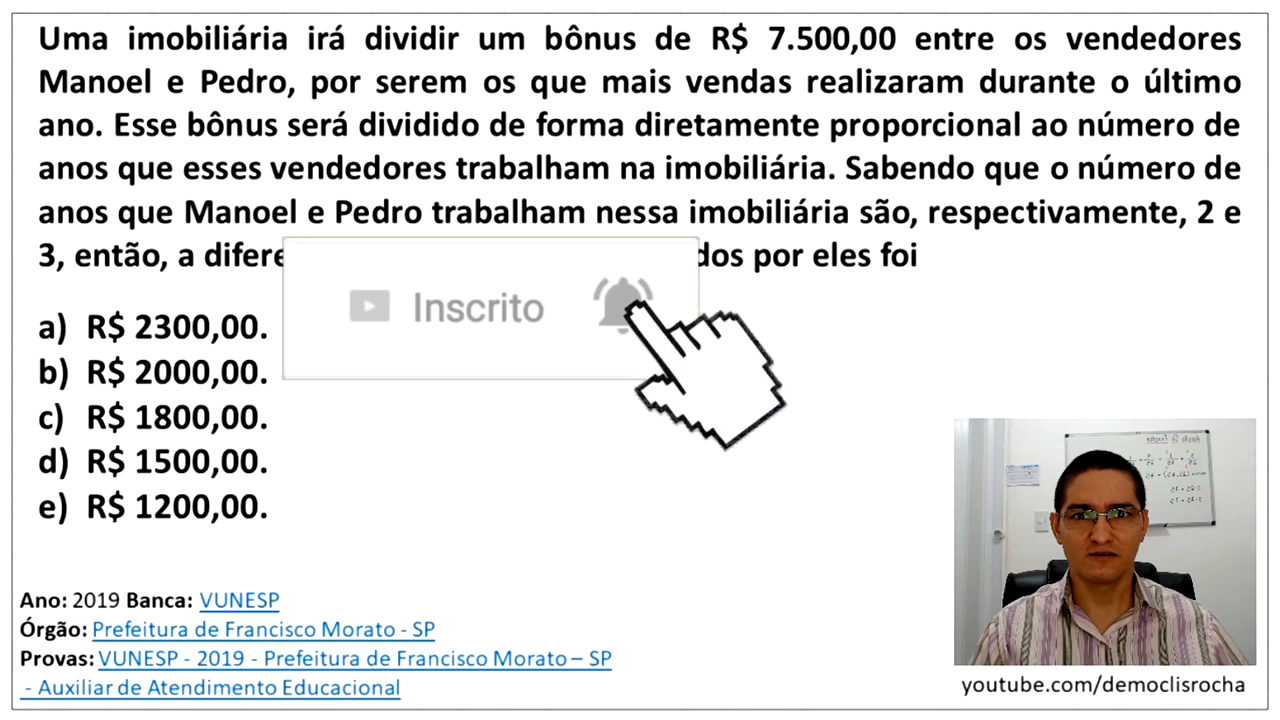 Uma imobiliária irá dividir um bônus de R$ 7.500,00 entre os vendedores
Manoel e Pedro, por serem os que mais vendas realizaram durante o último
ano. Esse bônus será dividido de forma diretamente proporcional ao número de
anos que esses vendedores trabalham na imobiliária. Sabendo que o número de
anos que Manoel e Pedro trabalham nessa imobiliária são, respectivamente, 2 e
3, então, a difere dos por eles foi
Inscrito
a) R$ 2300,00.
b) R$ 2000,00.
c) R$ 1800,00.
d) R$ 1500,00.
e) R$ 1200,00.
Ano: 2019 Banca: VUNESP
Órgão: Prefeitura de Francisco Morato - SP
Provas: VUNESP - 2019 - Prefeitura de Francisco Morato – SP
- Auxiliar de Atendimento Educacional
youtube.com/democlisrocha